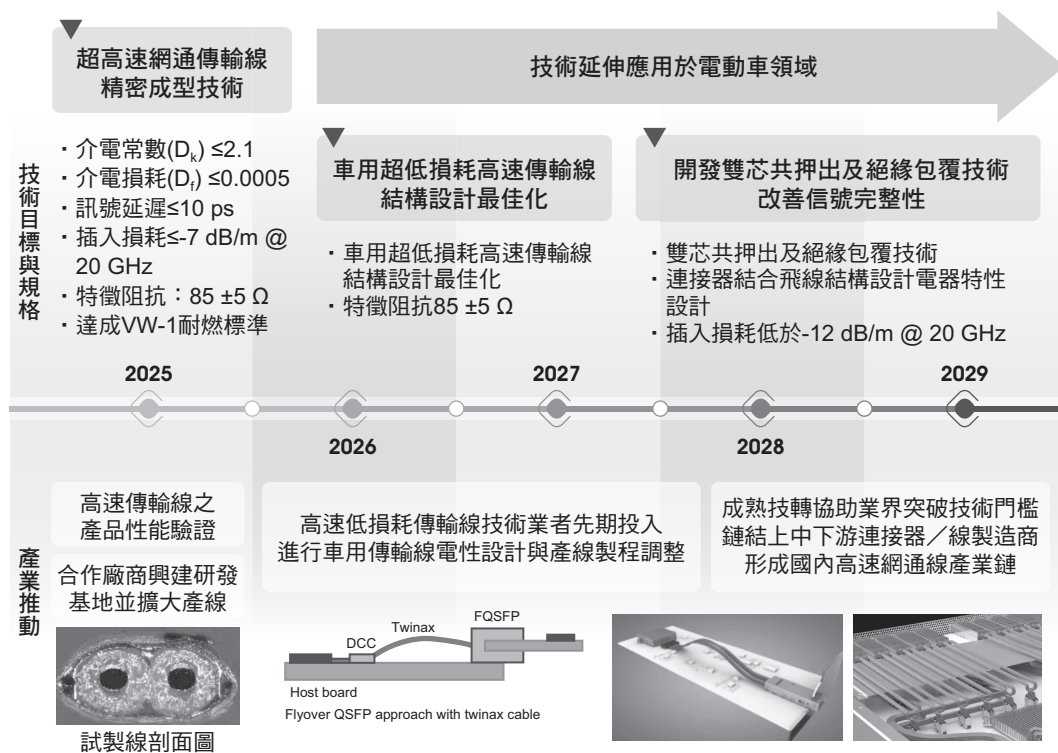 超高速網通傳輸線
精密成型技術
技術延伸應用於電動車領域
技術目標與規格
・介電常數(Dk) ≤2.1
・介電損耗(Df) ≤0.0005
・訊號延遲≤10 ps
・插入損耗≤-7 dB/m @
20 GHz
・特徵阻抗：85 ±5 Ω
・達成VW-1耐燃標準
車用超低損耗高速傳輸線
結構設計最佳化
・車用超低損耗高速傳輸線
結構設計最佳化
・特徵阻抗85 ±5 Ω
開發雙芯共押出及絕緣包覆技術
改善信號完整性
・雙芯共押出及絕緣包覆技術
・連接器結合飛線結構設計電器特性
設計
・插入損耗低於-12 dB/m @ 20 GHz
2025
2026
2027
2028
2029
產業推動
高速傳輸線之
產品性能驗證
合作廠商興建研發
基地並擴大產線
試製線剖面圖
高速低損耗傳輸線技術業者先期投入
進行車用傳輸線電性設計與產線製程調整
FQSFP
Twinax
DCC
Host board
Flyover QSFP approach with twinax cable
成熟技轉協助業界突破技術門檻
鏈結上中下游連接器／線製造商
形成國內高速網通線產業鏈